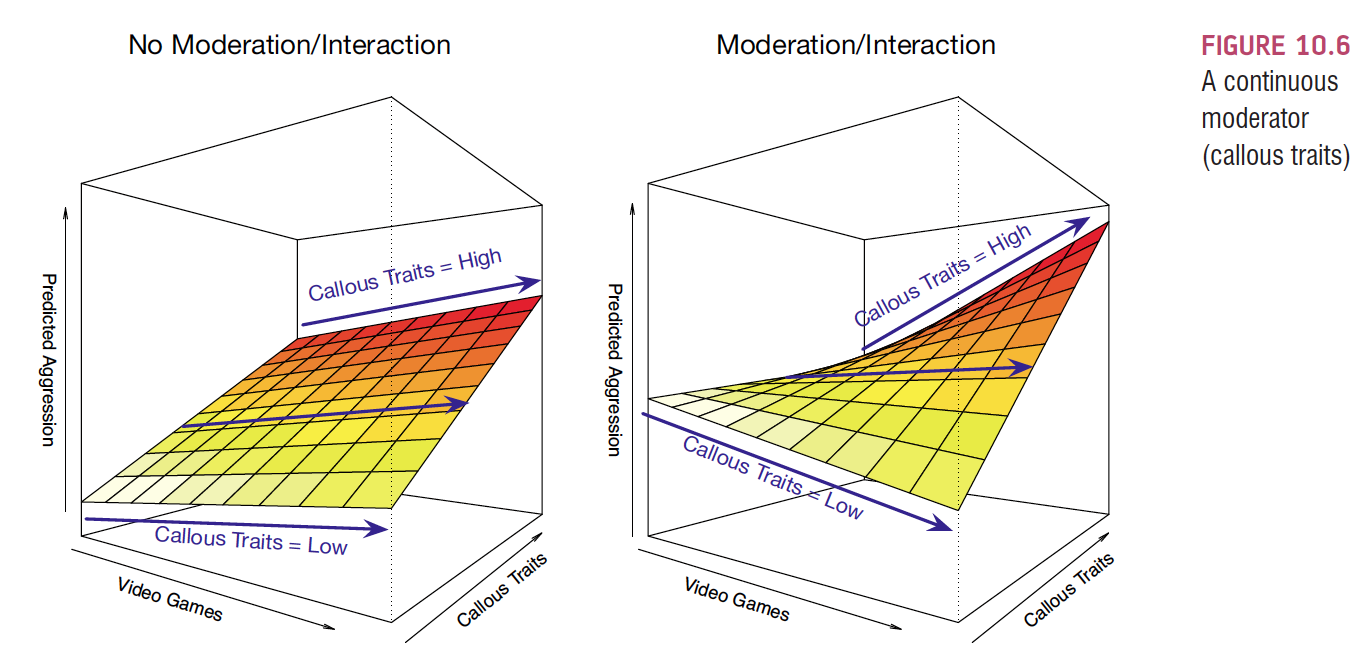 No Moderation/Interaction
Predicted Aggression
Callous Traits = High
Callous Traits = Low
Video Games
Callous Traits
Moderation/Interaction
Predicted Aggression
Callous Traits = High
Callous Traits = Low
Video Games
Callous Traits
FIGURE 10.6
A continuous
moderator
(callous traits)